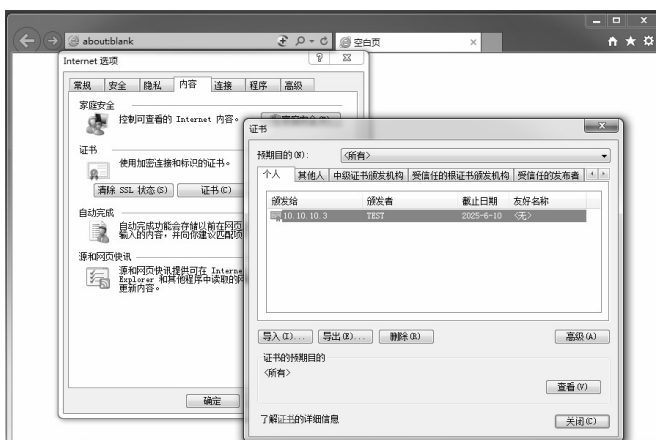 about:blank
空白页
Internet 选项
常规 安全 隐私 内容 连接 程序 高级
家庭安全
控制可查看的 Internet 内容。
证书
使用加密连接和标识的证书。
清除 SSL 状态(S) 证书(C)
自动完成
自动完成功能会存储以前在网页
输入的内容，并向你建议匹配项
源和网页快讯
源和网页快讯提供可在 Interne
Explorer 和其他程序中读取的网
更新内容。
确定
证书
预期目的(N): <所有>
个人 其他人 中级证书颁发机构 受信任的根证书颁发机构 受信任的发布者
颁发给 颁发者 截止日期 友好名称
10.10.10.3 TEST 2025-6-10 <无>
导入(I)... 导出(E)... 删除(R) 高级(A)
证书的预期目的
<所有>
查看(V)
了解证书的详细信息
关闭(C)